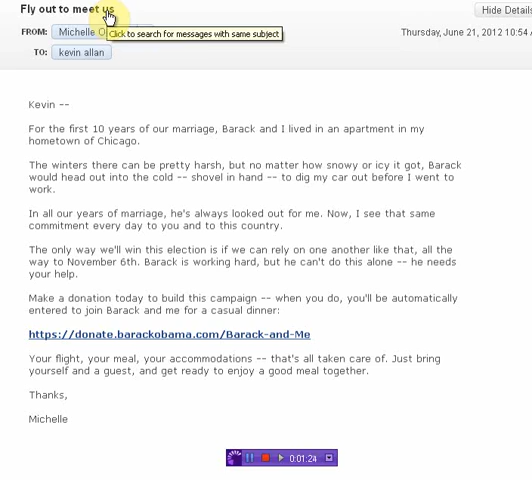 Fly out to meet us
Hide Details
FROM: Michelle O
Click to search for messages with same subject
Thursday, June 21, 2012 10:54
TO: kevin allan
Kevin --
For the first 10 years of our marriage, Barack and I lived in an apartment in my
hometown of Chicago.
The winters there can be pretty harsh, but no matter how snowy or icy it got, Barack
would head out into the cold -- shovel in hand -- to dig my car out before I went to
work.
In all our years of marriage, he's always looked out for me. Now, I see that same
commitment every day to you and to this country.
The only way we'll win this election is if we can rely on one another like that, all the
way to November 6th. Barack is working hard, but he can't do this alone -- he needs
your help.
Make a donation today to build this campaign -- when you do, you'll be automatically
entered to join Barack and me for a casual dinner:
https://donate.barackobama.com/Barack-and-Me
Your flight, your meal, your accommodations -- that's all taken care of. Just bring
yourself and a guest, and get ready to enjoy a good meal together.
Thanks,
Michelle
0:01:24